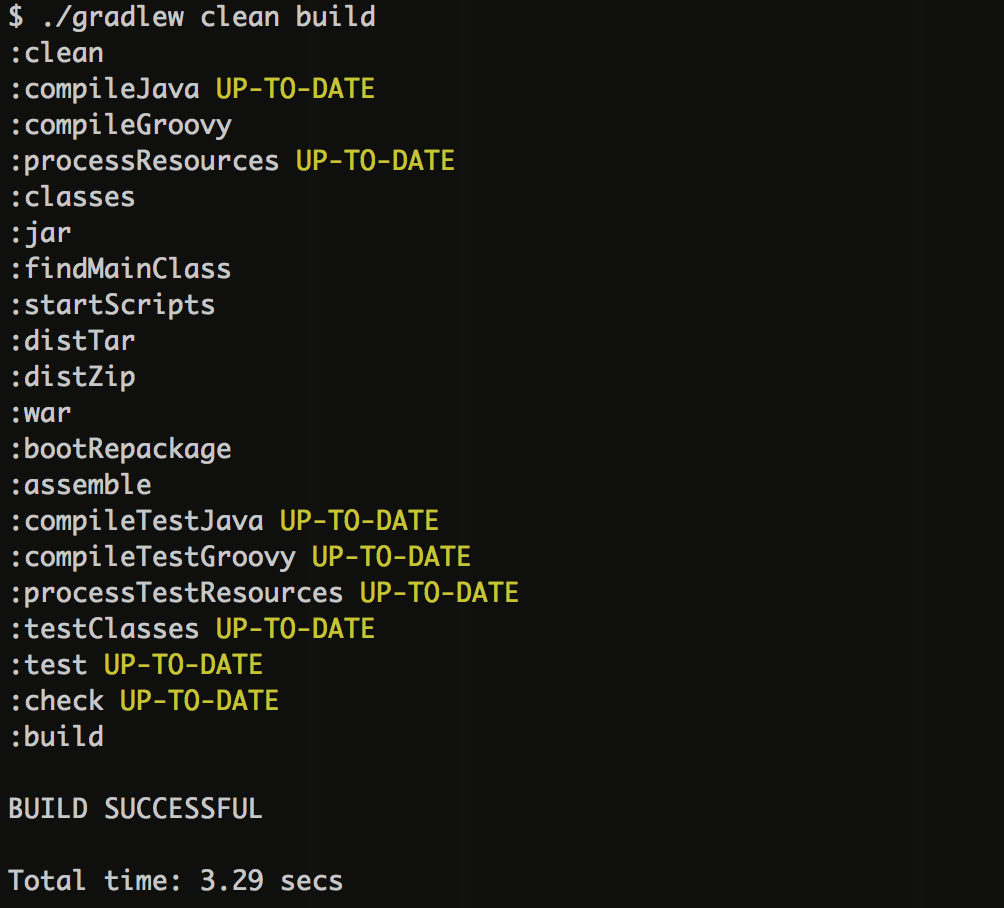 $ ./gradlew clean build
:clean
:compileJava UP-TO-DATE
:compileGroovy
:processResources UP-TO-DATE
:classes
:jar
:findMainClass
:startScripts
:distTar
:distZip
:war
:bootRepackage
:assemble
:compileTestJava UP-TO-DATE
:compileTestGroovy UP-TO-DATE
:processTestResources UP-TO-DATE
:testClasses UP-TO-DATE
:test UP-TO-DATE
:check UP-TO-DATE
:build
BUILD SUCCESSFUL
Total time: 3.29 secs